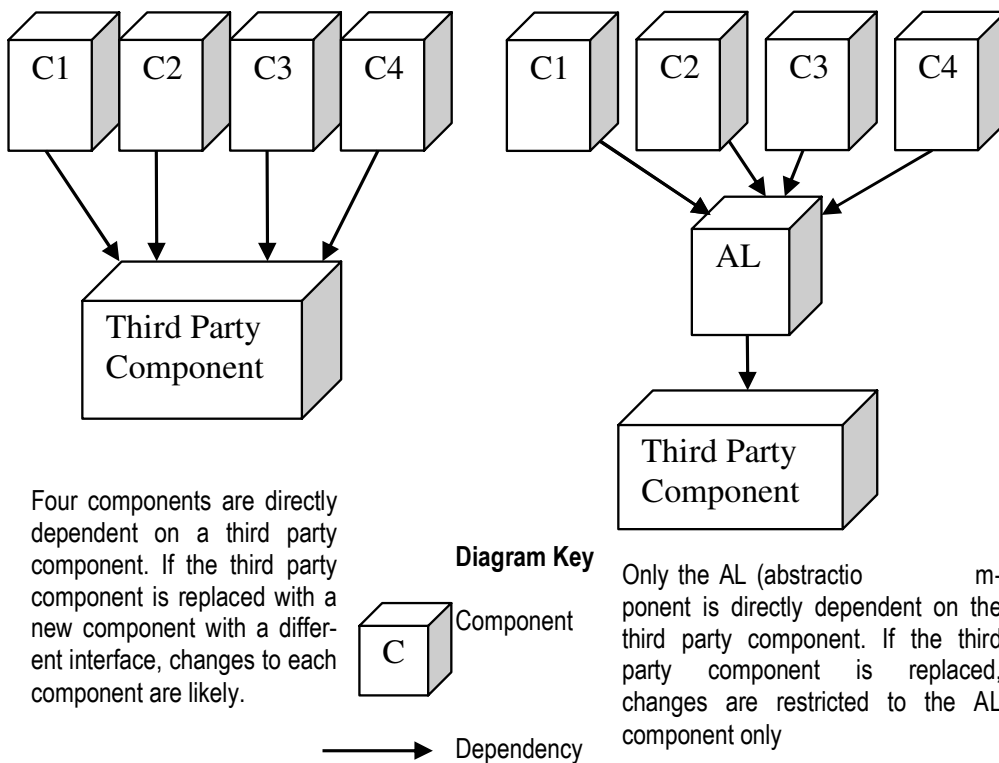 C1
C2
C3
C4
Third Party
Component
Four components are directly
dependent on a third party
component. If the third party
component is replaced with a
new component with a differ-
ent interface, changes to each
component are likely.
C1
C2
C3
C4
AL
Third Party
Component
Diagram Key
C
Component
Dependency
Only the AL (abstractio m-
ponent is directly dependent on the
third party component. If the third
party component is replaced,
changes are restricted to the AL
component only